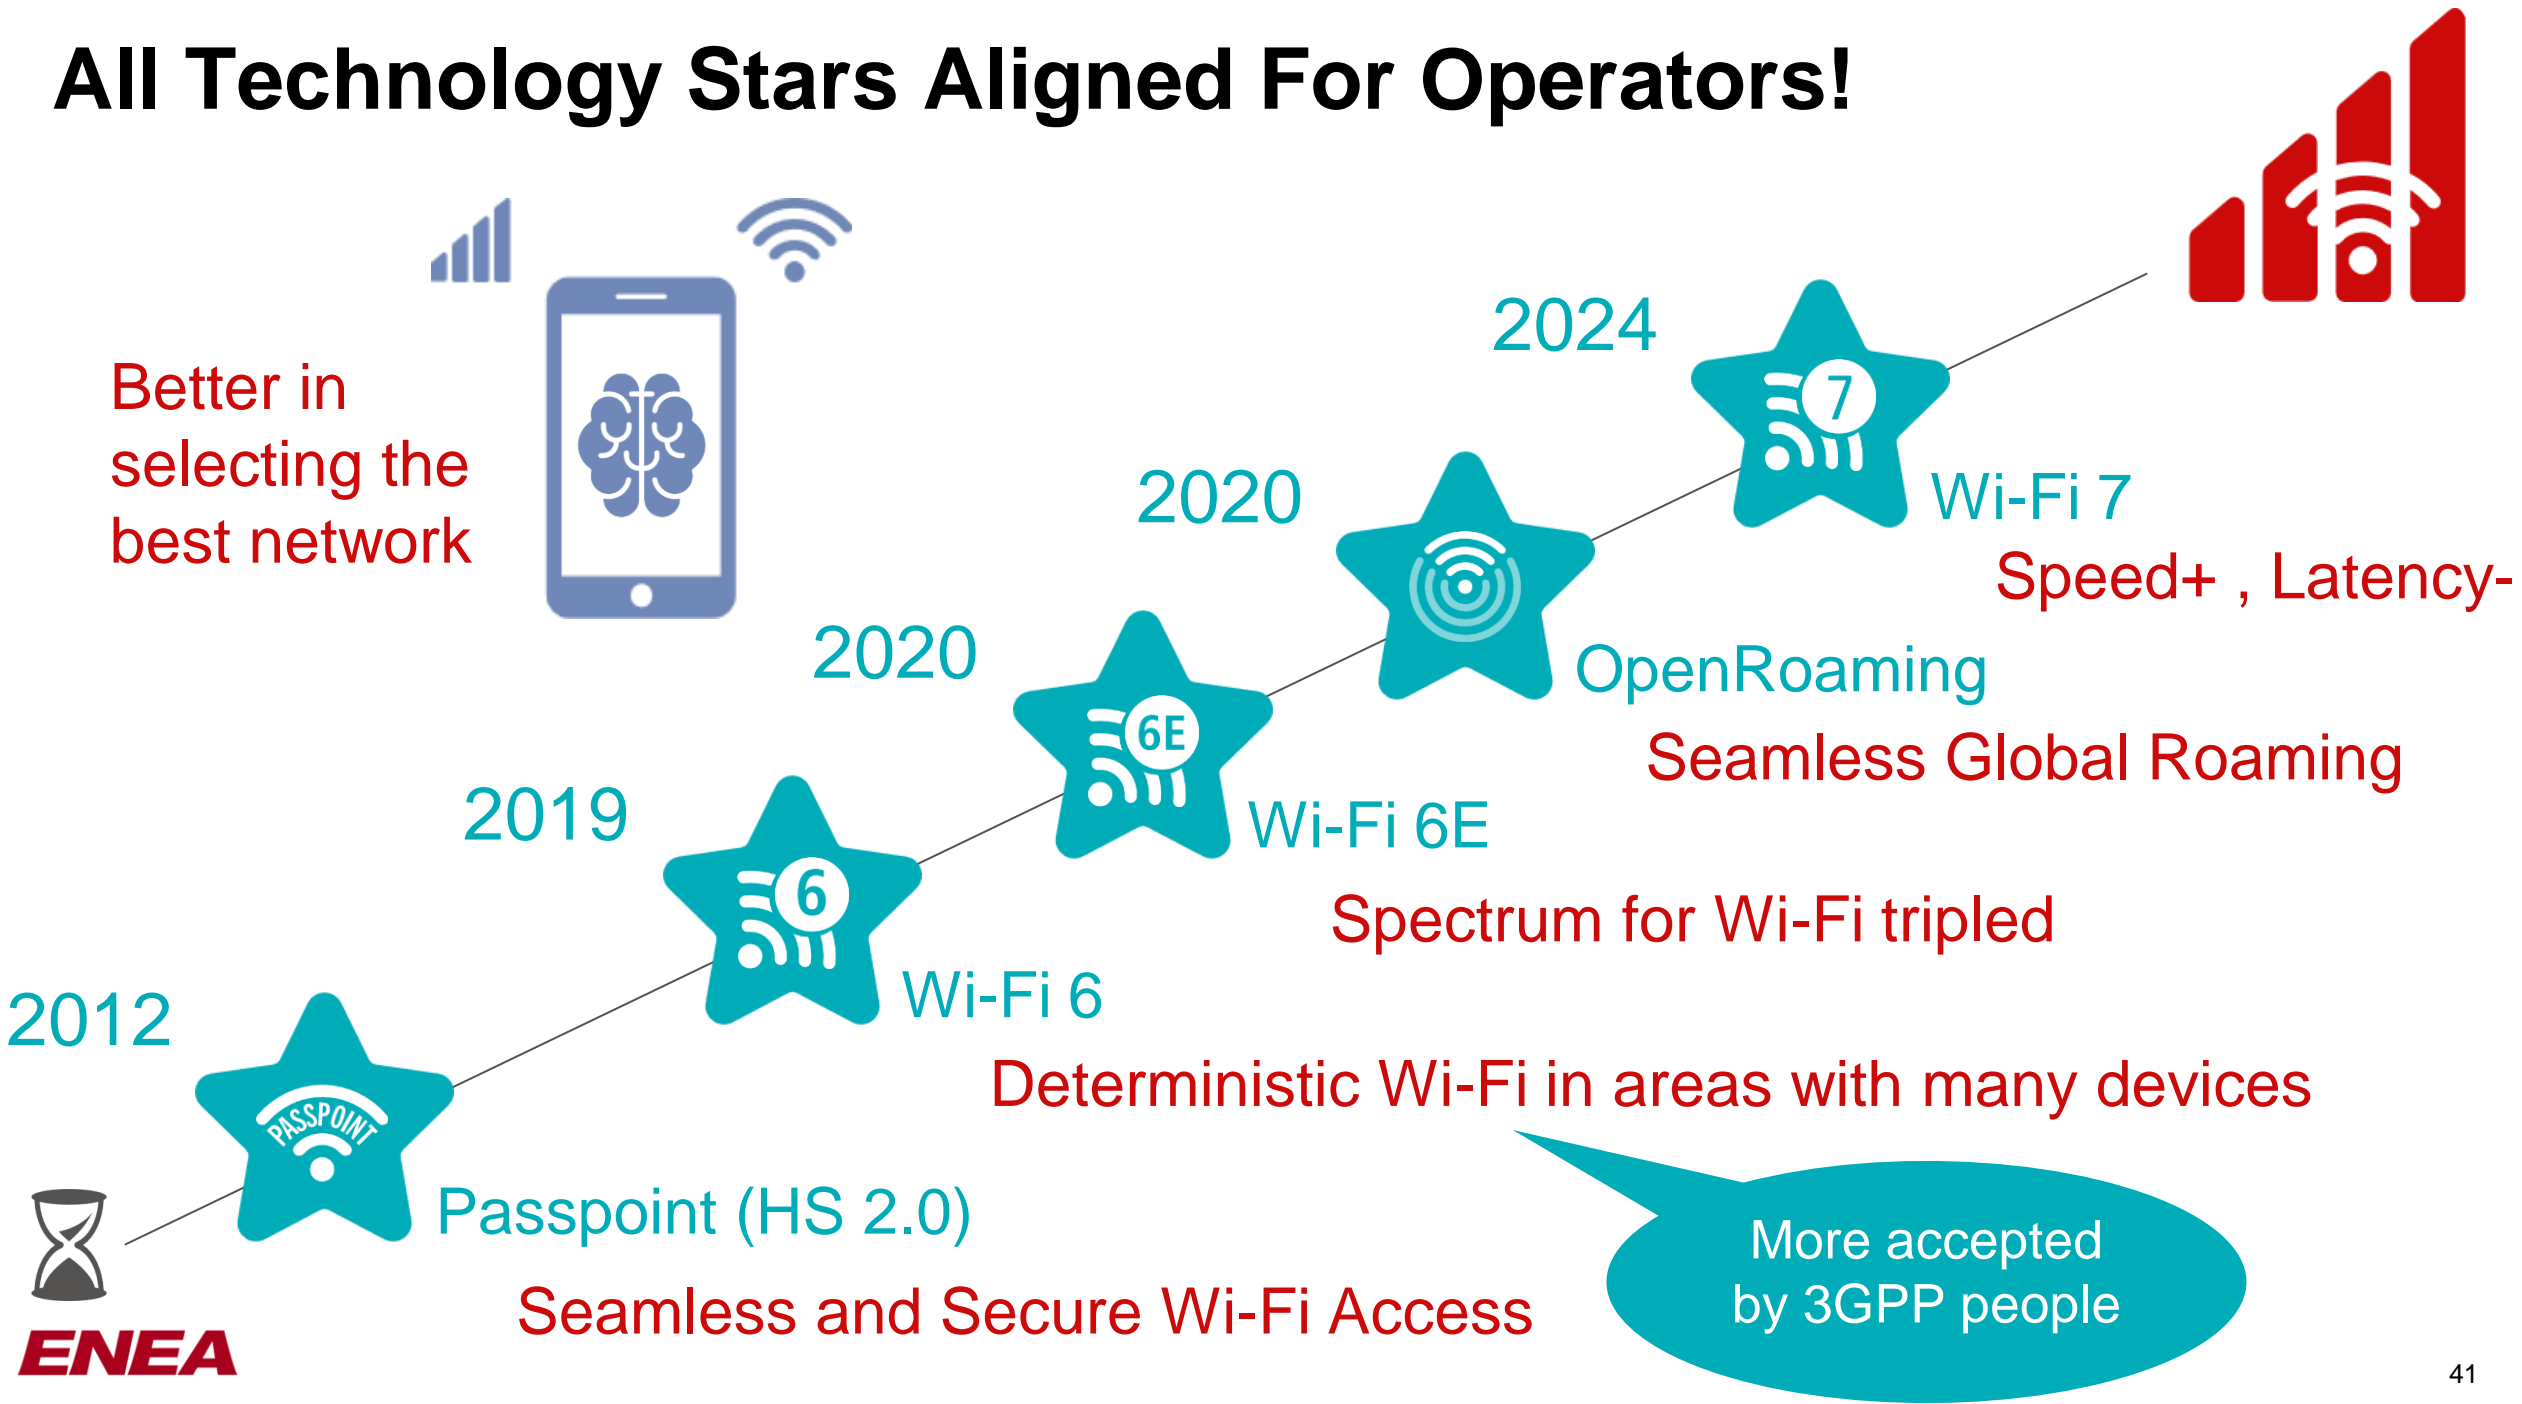 All Technology Stars Aligned For Operators!
Better in
selecting the
best network
2024
7
Wi-Fi 7
Speed+ , Latency-
2020
OpenRoaming
Seamless Global Roaming
2020
6E
Wi-Fi 6E
Spectrum for Wi-Fi tripled
2019
6
Wi-Fi 6
Deterministic Wi-Fi in areas with many devices
More accepted
by 3GPP people
2012
PASSPOINT
Passpoint (HS 2.0)
Seamless and Secure Wi-Fi Access
ENEA
41